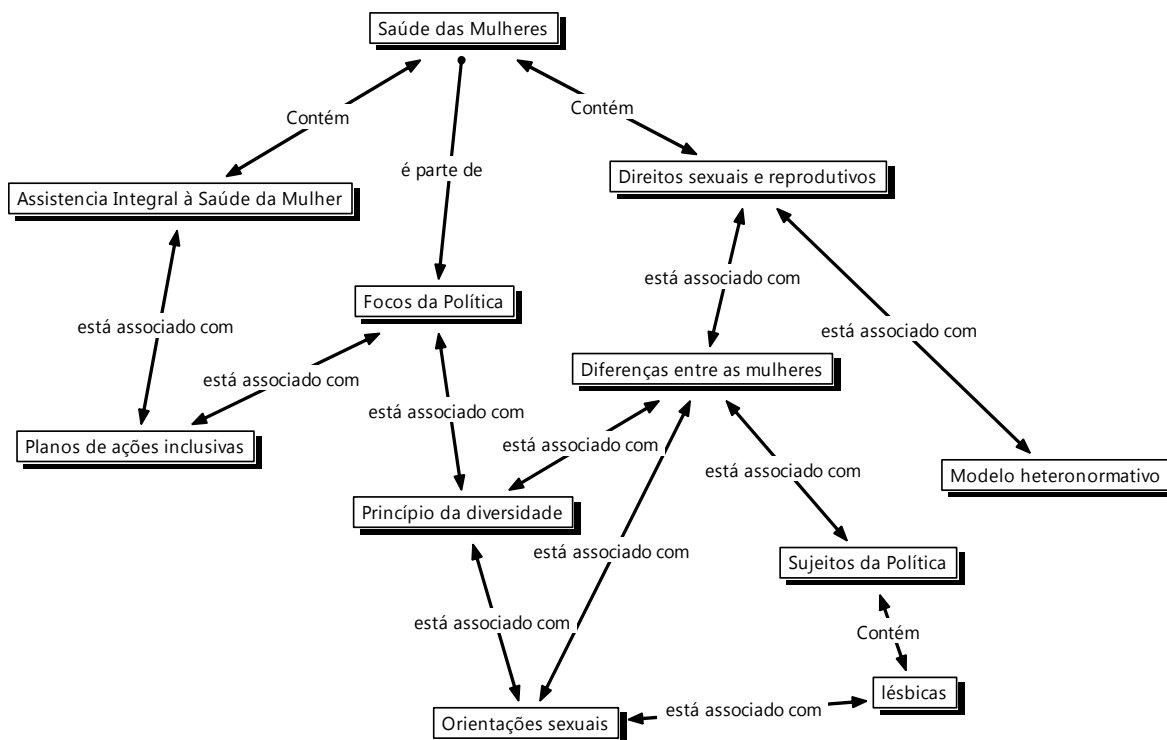 Saúde das Mulheres
Contém
Contém
é parte de
Direitos sexuais e reprodutivos
Assistencia Integral à Saúde da Mulher
está associado com
Focos da Política
está associado com
está associado com
Diferenças entre as mulheres
está associado com
está associado com
Planos de ações inclusivas
está associado com
está associado com
Modelo heteronormativo
Princípio da diversidade
está associado com
Sujeitos da Política
está associado com
Contém
lésbicas
Orientações sexuais
está associado com